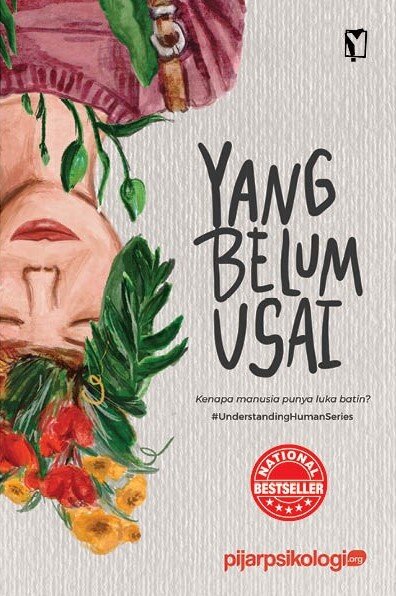 YANG
BELUM
USAI
Kenapa manusia punya luka batin?
#UnderstandingHumanSeries
NATIONAL
BESTSELLER
pijarpsikologi.org